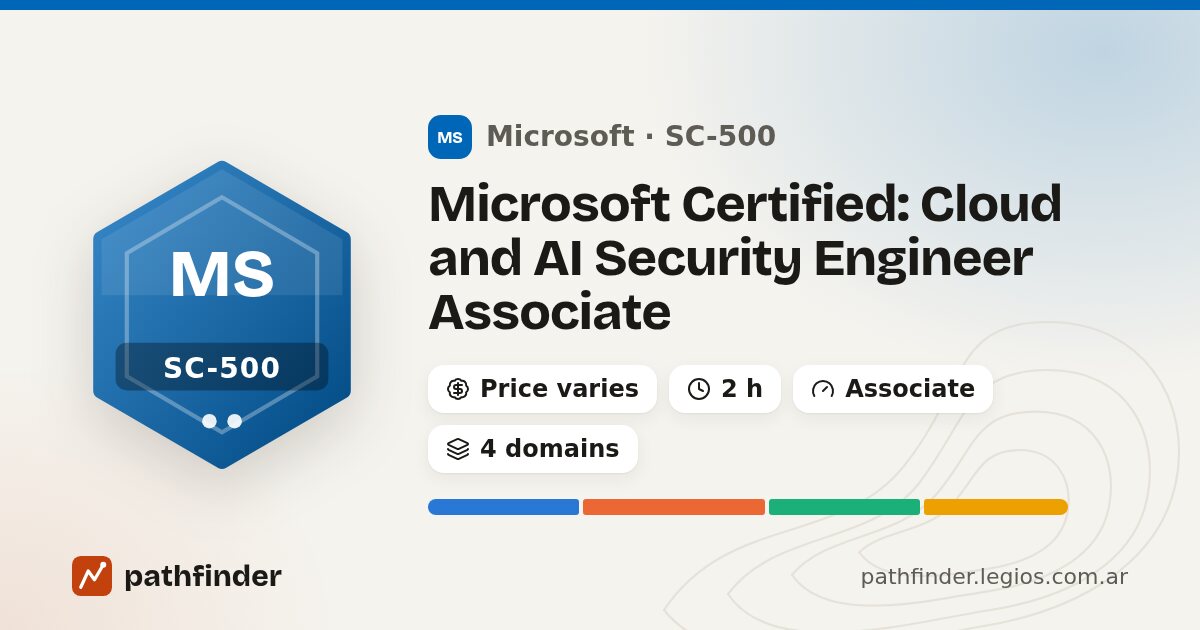 MS
SC-500
MS
Microsoft · SC-500
Microsoft Certified: Cloud
and AI Security Engineer
Associate
Price varies
2 h
Associate
4 domains
pathfinder
pathfinder.legios.com.ar